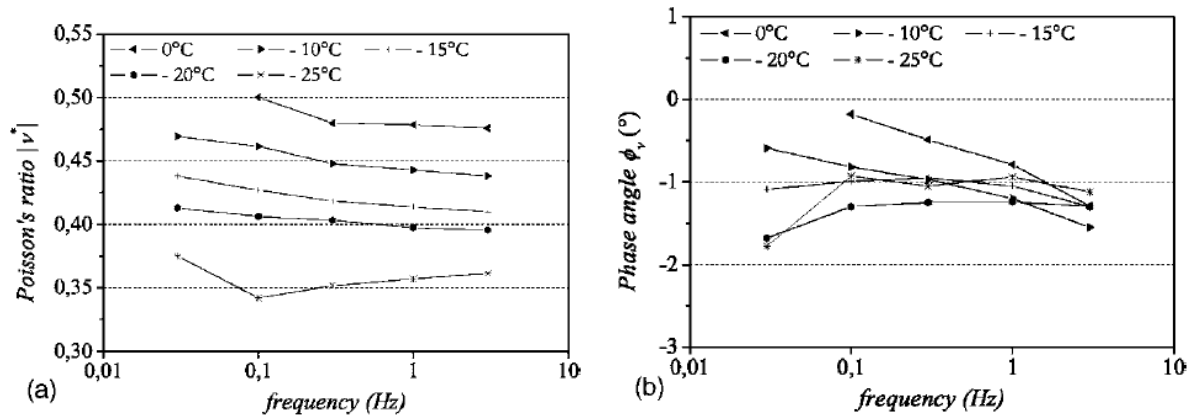 0,55
0°C
- 10°C
- 15°C
- 20°C
- 25°C
0,50
0,45
0,40
0,35
0,30
0,01
0,1
1
10
Poisson's ratio |ν*|
frequency (Hz)
(a)
1
0°C
- 10°C
- 15°C
- 20°C
- 25°C
0
-1
-2
-3
0,01
0,1
1
10
Phase angle ϕν (°)
frequency (Hz)
(b)